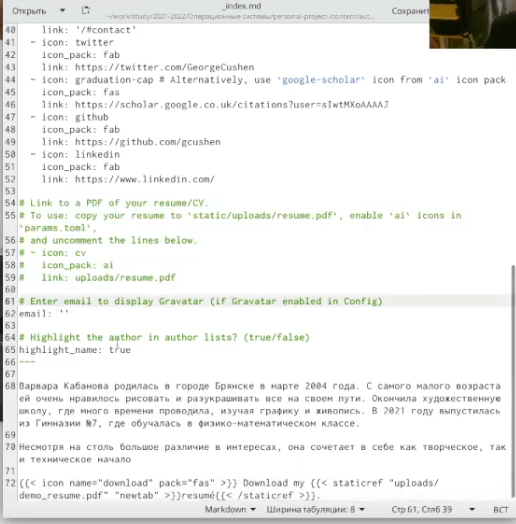 Открыть
_index.md
~/work/study/2021-2022/Операционные системы/personal-project/content/aut...
Сохранит
40 link: '/#contact'
41 - icon: twitter
42 icon_pack: fab
43 link: https://twitter.com/GeorgeCushen
44 - icon: graduation-cap # Alternatively, use `google-scholar` icon from `ai` icon pack
45 icon_pack: fas
46 link: https://scholar.google.co.uk/citations?user=sIwtMXoAAAAJ
47 - icon: github
48 icon_pack: fab
49 link: https://github.com/gcushen
50 - icon: linkedin
51 icon_pack: fab
52 link: https://www.linkedin.com/
53
54 # Link to a PDF of your resume/CV.
55 # To use: copy your resume to `static/uploads/resume.pdf`, enable `ai` icons in
`params.toml`,
56 # and uncomment the lines below.
57 # - icon: cv
58 # icon_pack: ai
59 # link: uploads/resume.pdf
60
61 # Enter email to display Gravatar (if Gravatar enabled in Config)
62 email: ''
63
64 # Highlight the author in author lists? (true/false)
65 highlight_name: true
66 ---
67
68 Варвара Кабанова родилась в городе Брянске в марте 2004 года. С самого малого возраста
ей очень нравилось рисовать и разукрашивать все на своем пути. Окончила художественную
школу, где много времени проводила, изучая графику и живопись. В 2021 году выпустилась
из Гимназии №7, где обучалась в физико-математическом классе.
69
70 Несмотря на столь большое различие в интересах, она сочетает в себе как творческое, так
и техническое начало
71
72 {{< icon name="download" pack="fas" >}} Download my {{< staticref "uploads/
demo_resume.pdf" "newtab" >}}resumé{{< /staticref >}}.
Markdown
Ширина табуляции: 8
Стр 61, Стлб 39
ВСТ